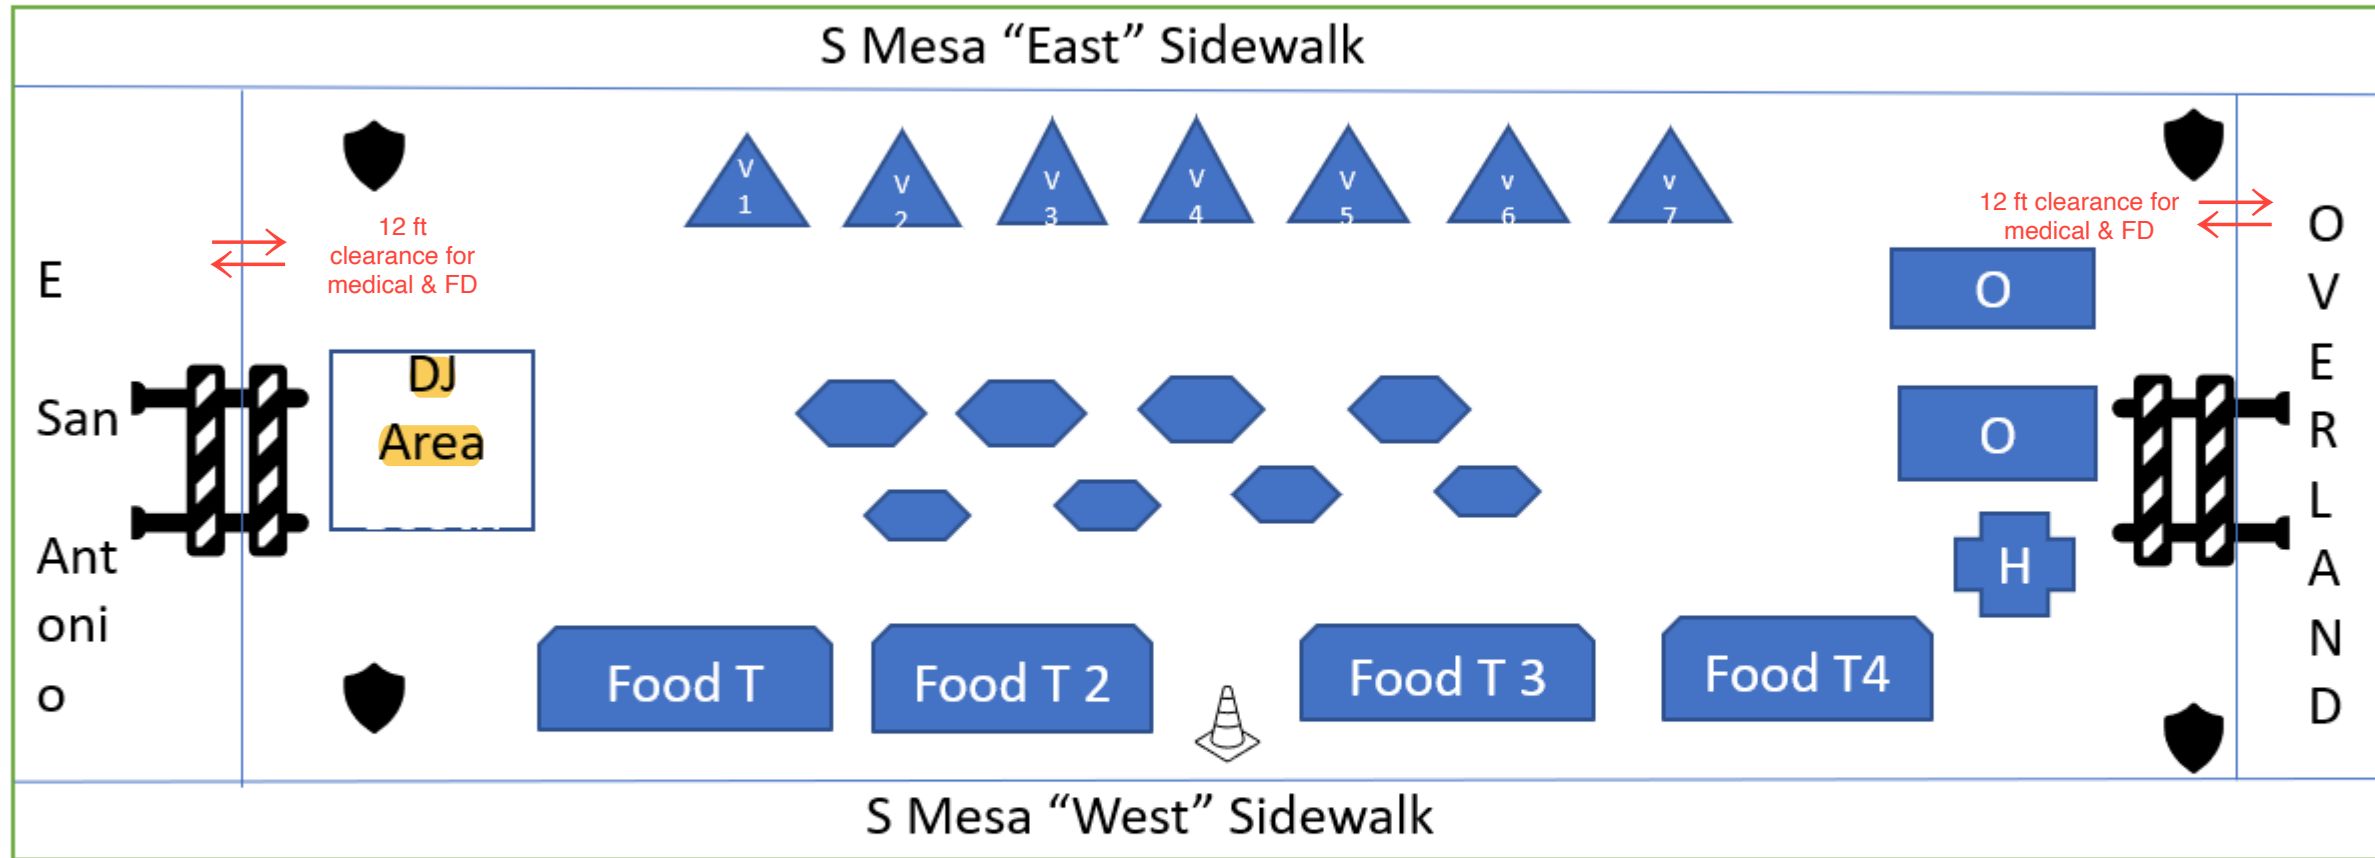 S Mesa “East” Sidewalk
V
1
V
2
V
3
V
4
V
5
v
6
v
7
12 ft
clearance for
medical & FD
12 ft clearance for
medical & FD
E
San
Ant
oni
o
DJ
Area
O
O
H
O
V
E
R
L
A
N
D
Food T
Food T 2
Food T 3
Food T4
S Mesa “West” Sidewalk